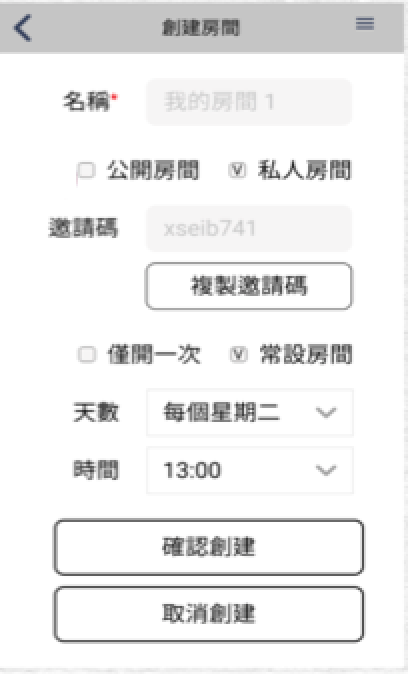 創建房間
名稱*
我的房間 1
公開房間 V 私人房間
邀請碼 xseib741
複製邀請碼
僅開一次 V 常設房間
天數 每個星期二
時間 13:00
確認創建
取消創建